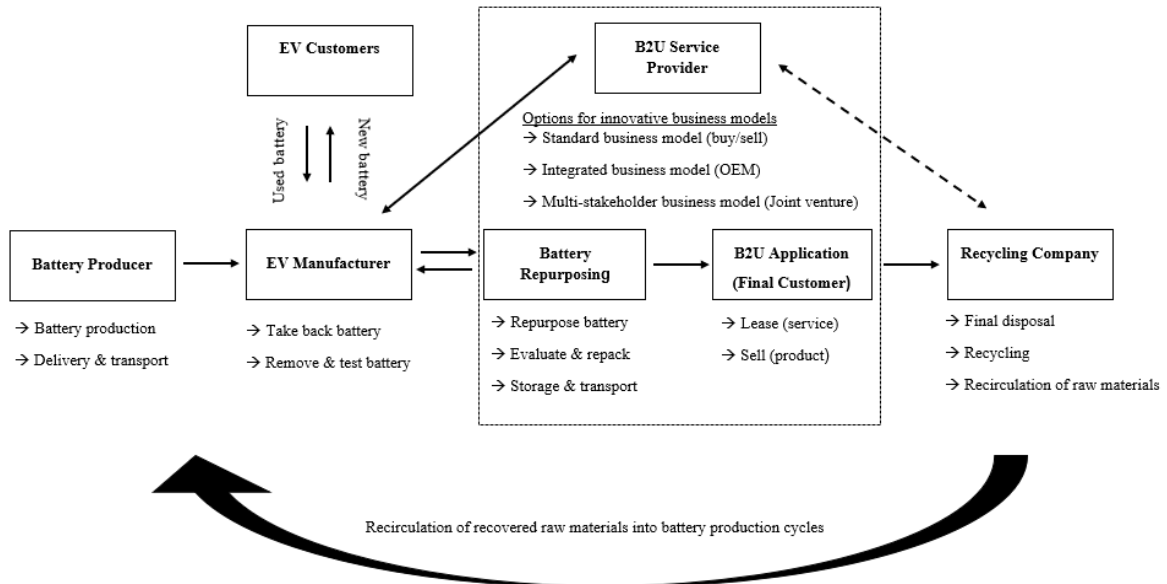 EV Customers
B2U Service
Provider
Used battery
New battery
Options for innovative business models
→ Standard business model (buy/sell)
→ Integrated business model (OEM)
→ Multi-stakeholder business model (Joint venture)
Battery Producer
EV Manufacturer
Battery
Repurposing
B2U Application
(Final Customer)
Recycling Company
→ Battery production
→ Delivery & transport
→ Take back battery
→ Remove & test battery
→ Repurpose battery
→ Evaluate & repack
→ Storage & transport
→ Lease (service)
→ Sell (product)
→ Final disposal
→ Recycling
→ Recirculation of raw materials
Recirculation of recovered raw materials into battery production cycles